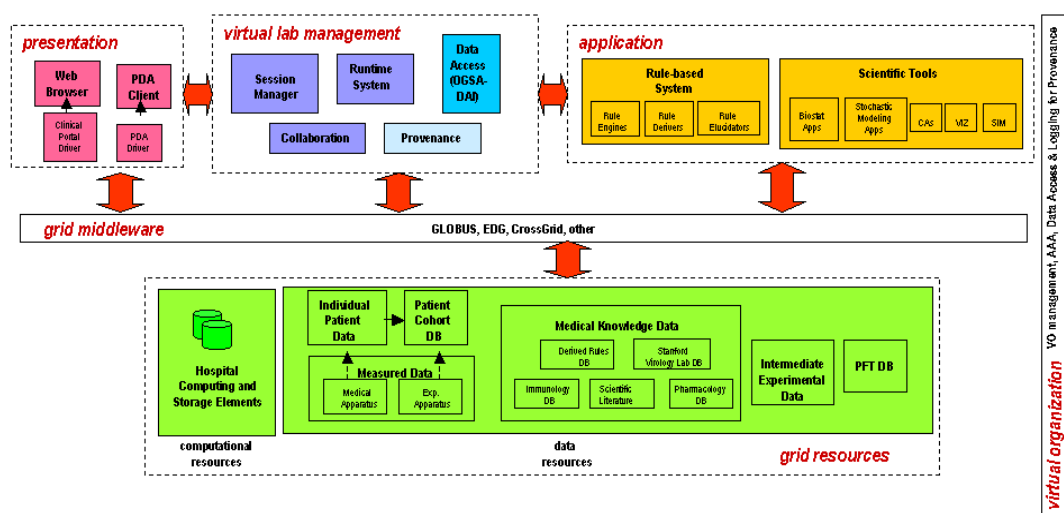 presentation
Web
Browser
PDA
Client
Clinical
Portal
Driver
PDA
Driver
virtual lab management
Session
Manager
Runtime
System
Data
Access
(OGSA-
DAI)
Collaboration
Provenance
application
Rule-based
System
Rule
Engines
Rule
Derivers
Rule
Elucidators
Scientific Tools
Biostat
Apps
Stochastic
Modeling
Apps
CAs
VIZ
SIM
grid middleware
GLOBUS, EDG, CrossGrid, other
Hospital
Computing and
Storage Elements
computational
resources
Individual
Patient
Data
Patient
Cohort
DB
Measured Data
Medical
Apparatus
Exp.
Apparatus
Medical Knowledge Data
Derived Rules
DB
Stanford
Virology Lab DB
Immunology
DB
Scientific
Literature
Pharmacology
DB
Intermediate
Experimental
Data
PFT DB
data
resources
grid resources
virtual organization VO management, AAA, Data Access & Logging for Provenance